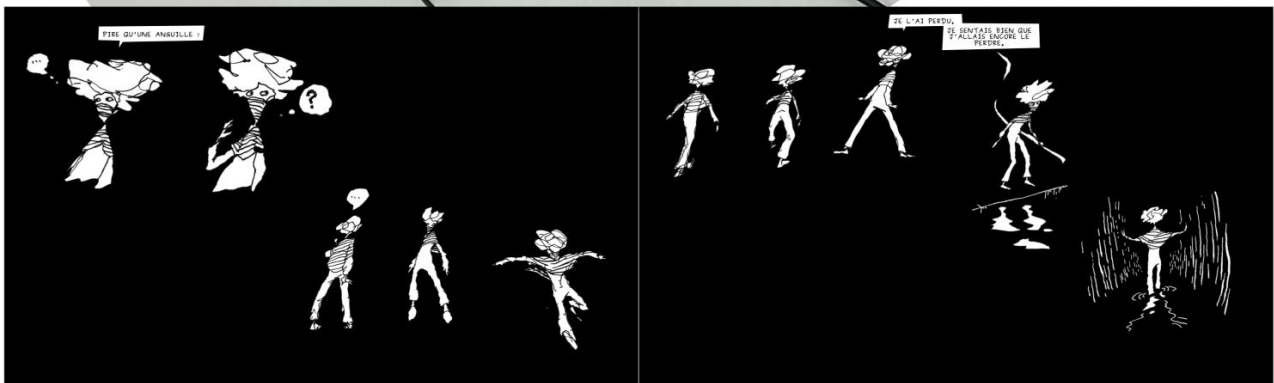 PIRE QU'UNE ANGUILLE !
...
?
...
JE L'AI PERDU.
JE SENTAIS BIEN QUE
J'ALLAIS ENCORE LE
PERDRE.